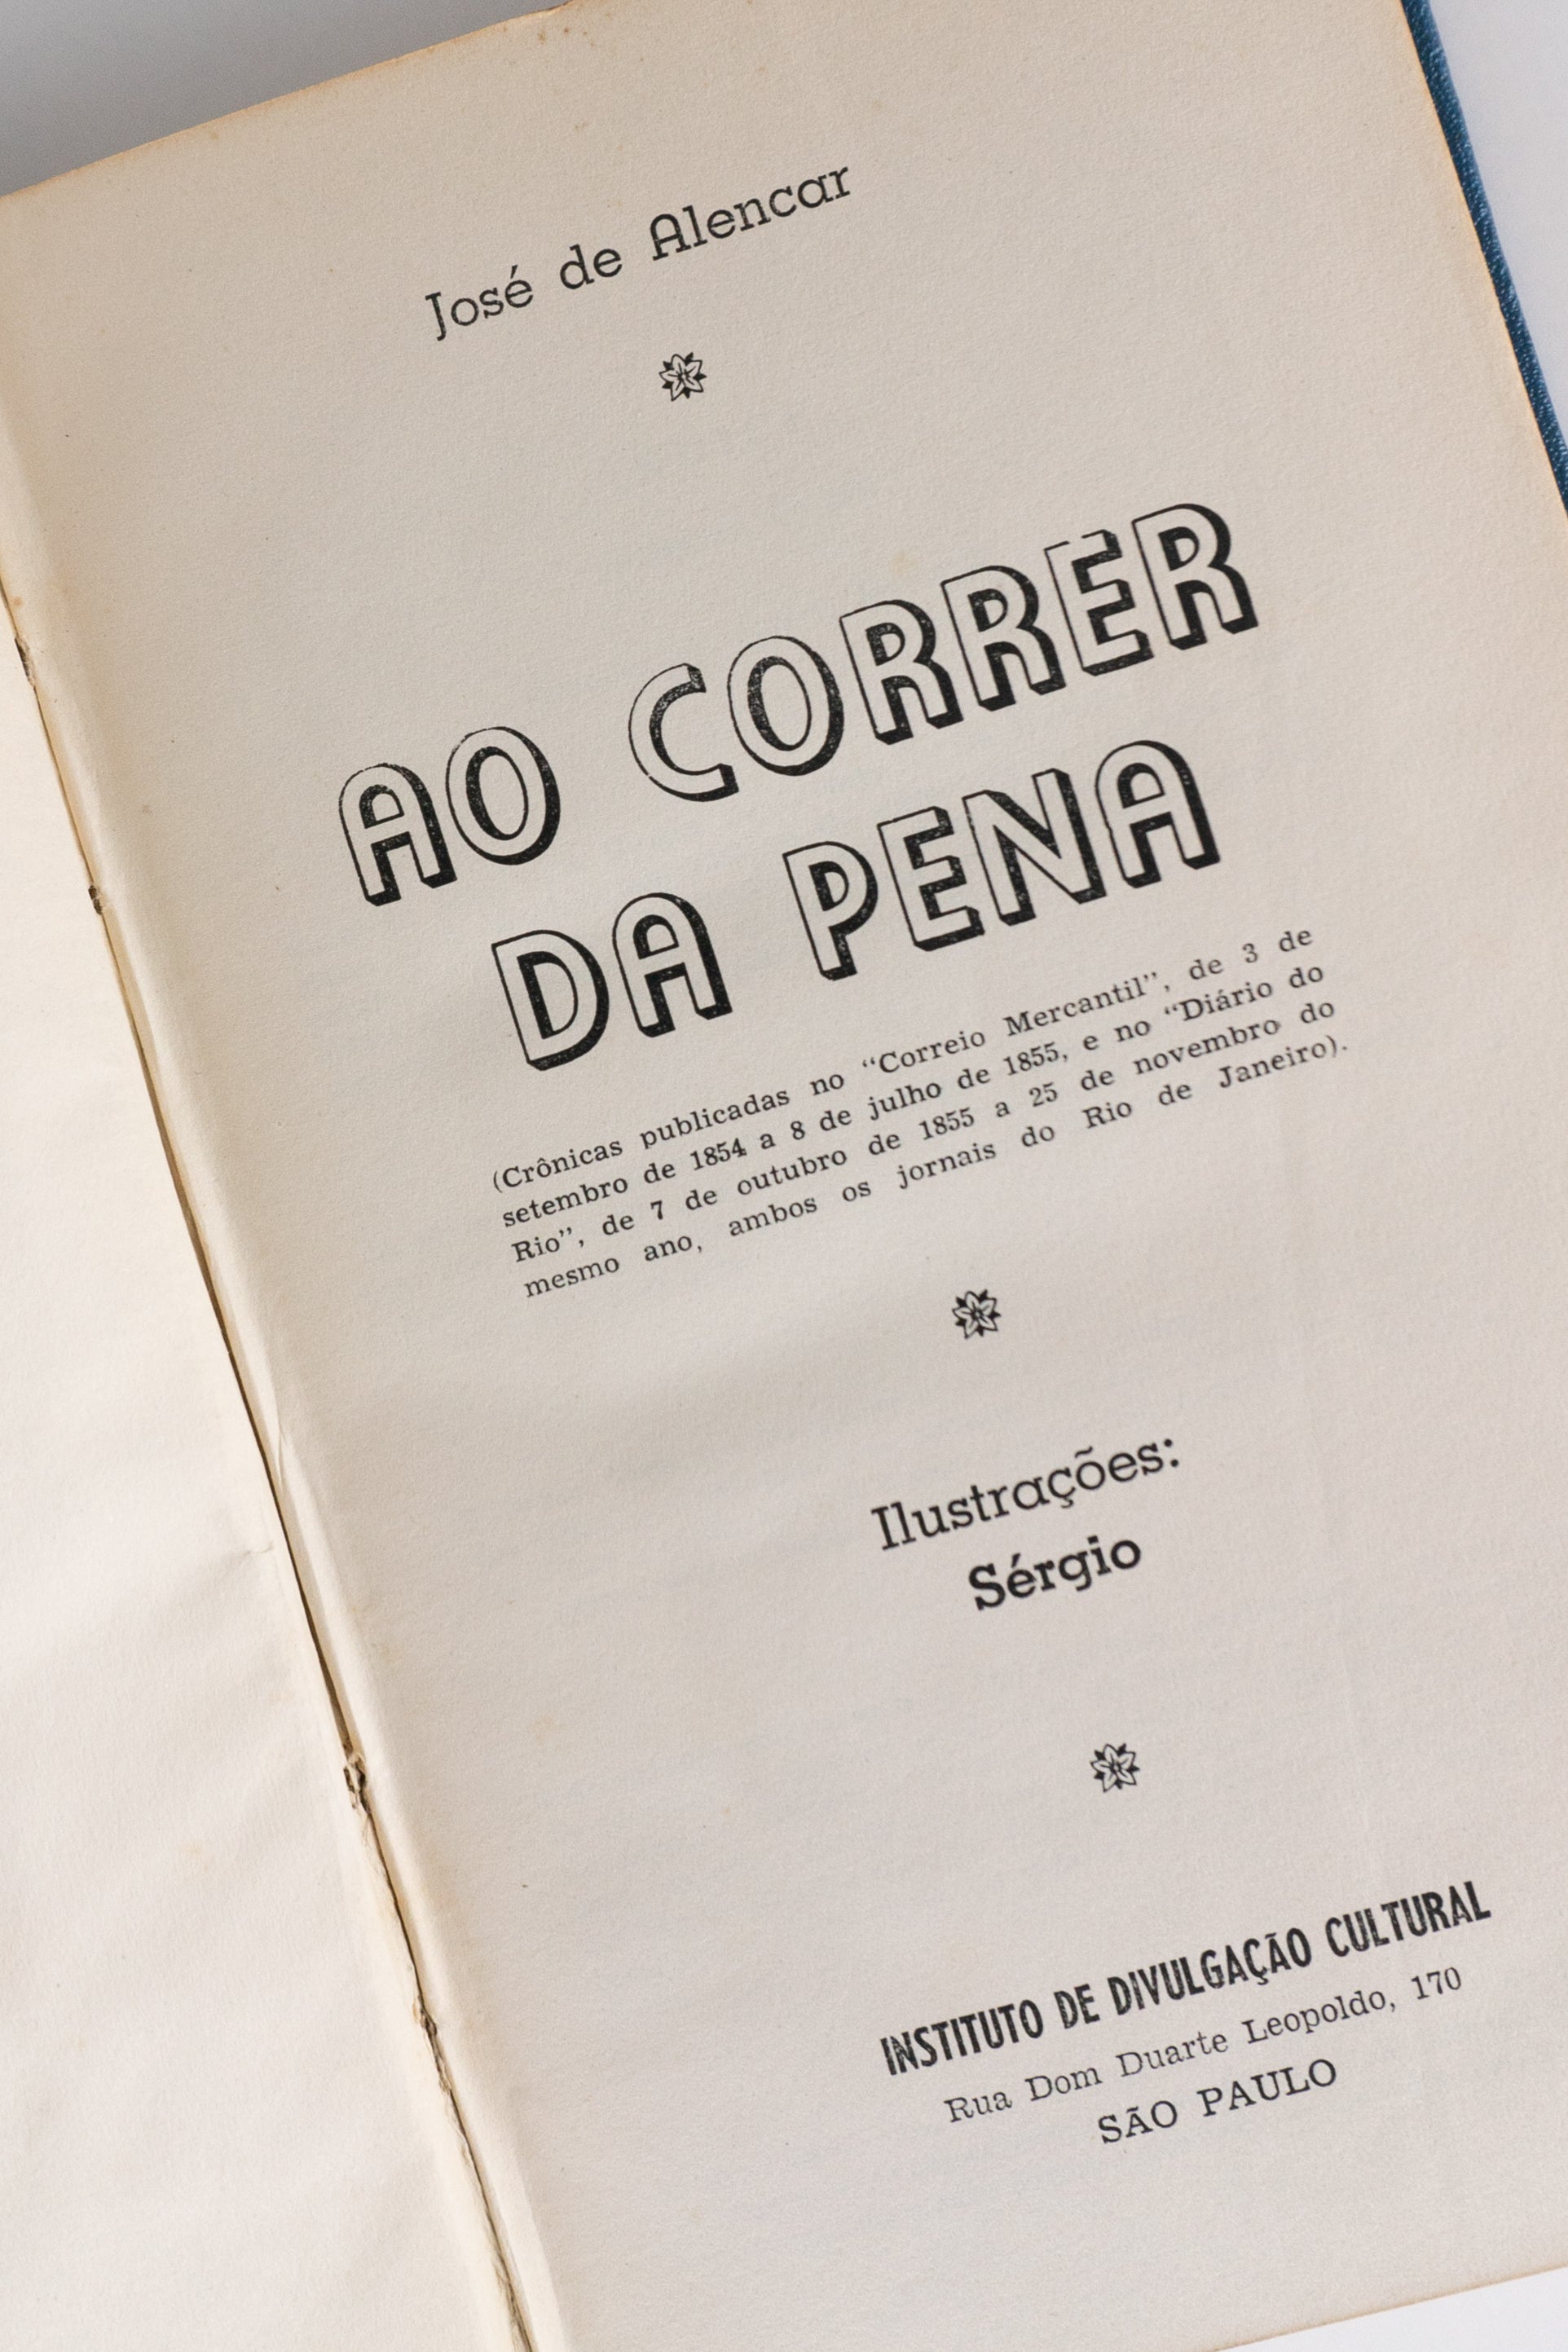 José de Alencar
AO CORRER
DA PENA
(Crônicas publicadas no “Correio Mercantil”, de 3 de
setembro de 1854 a 8 de julho de 1855, e no “Diário do
Rio”, de 7 de outubro de 1855 a 25 de novembro do
mesmo ano, ambos os jornais do Rio de Janeiro).
Ilustrações:
Sérgio
INSTITUTO DE DIVULGAÇÃO CULTURAL
Rua Dom Duarte Leopoldo, 170
SÃO PAULO